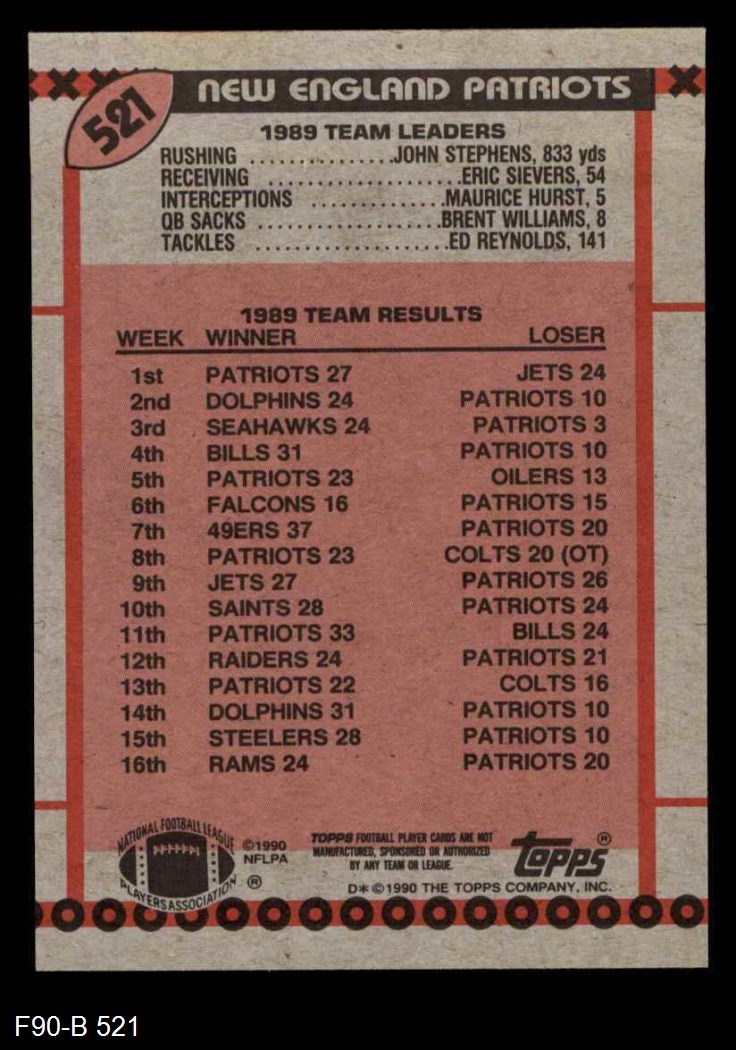 521
NEW ENGLAND PATRIOTS
1989 TEAM LEADERS
RUSHING ...............JOHN STEPHENS, 833 yds
RECEIVING .....................ERIC SIEVERS, 54
INTERCEPTIONS ..............MAURICE HURST, 5
QB SACKS ...................BRENT WILLIAMS, 8
TACKLES .....................ED REYNOLDS, 141
1989 TEAM RESULTS
WEEK WINNER LOSER
1st PATRIOTS 27 JETS 24
2nd DOLPHINS 24 PATRIOTS 10
3rd SEAHAWKS 24 PATRIOTS 3
4th BILLS 31 PATRIOTS 10
5th PATRIOTS 23 OILERS 13
6th FALCONS 16 PATRIOTS 15
7th 49ERS 37 PATRIOTS 20
8th PATRIOTS 23 COLTS 20 (OT)
9th JETS 27 PATRIOTS 26
10th SAINTS 28 PATRIOTS 24
11th PATRIOTS 33 BILLS 24
12th RAIDERS 24 PATRIOTS 21
13th PATRIOTS 22 COLTS 16
14th DOLPHINS 31 PATRIOTS 10
15th STEELERS 28 PATRIOTS 10
16th RAMS 24 PATRIOTS 20
NATIONAL FOOTBALL LEAGUE
PLAYERS ASSOCIATION
®
©1990
NFLPA
TOPPS FOOTBALL PLAYER CARDS ARE NOT
MANUFACTURED, SPONSORED OR AUTHORIZED
BY ANY TEAM OR LEAGUE.
topps®
D* © 1990 THE TOPPS COMPANY, INC.
F90-B 521